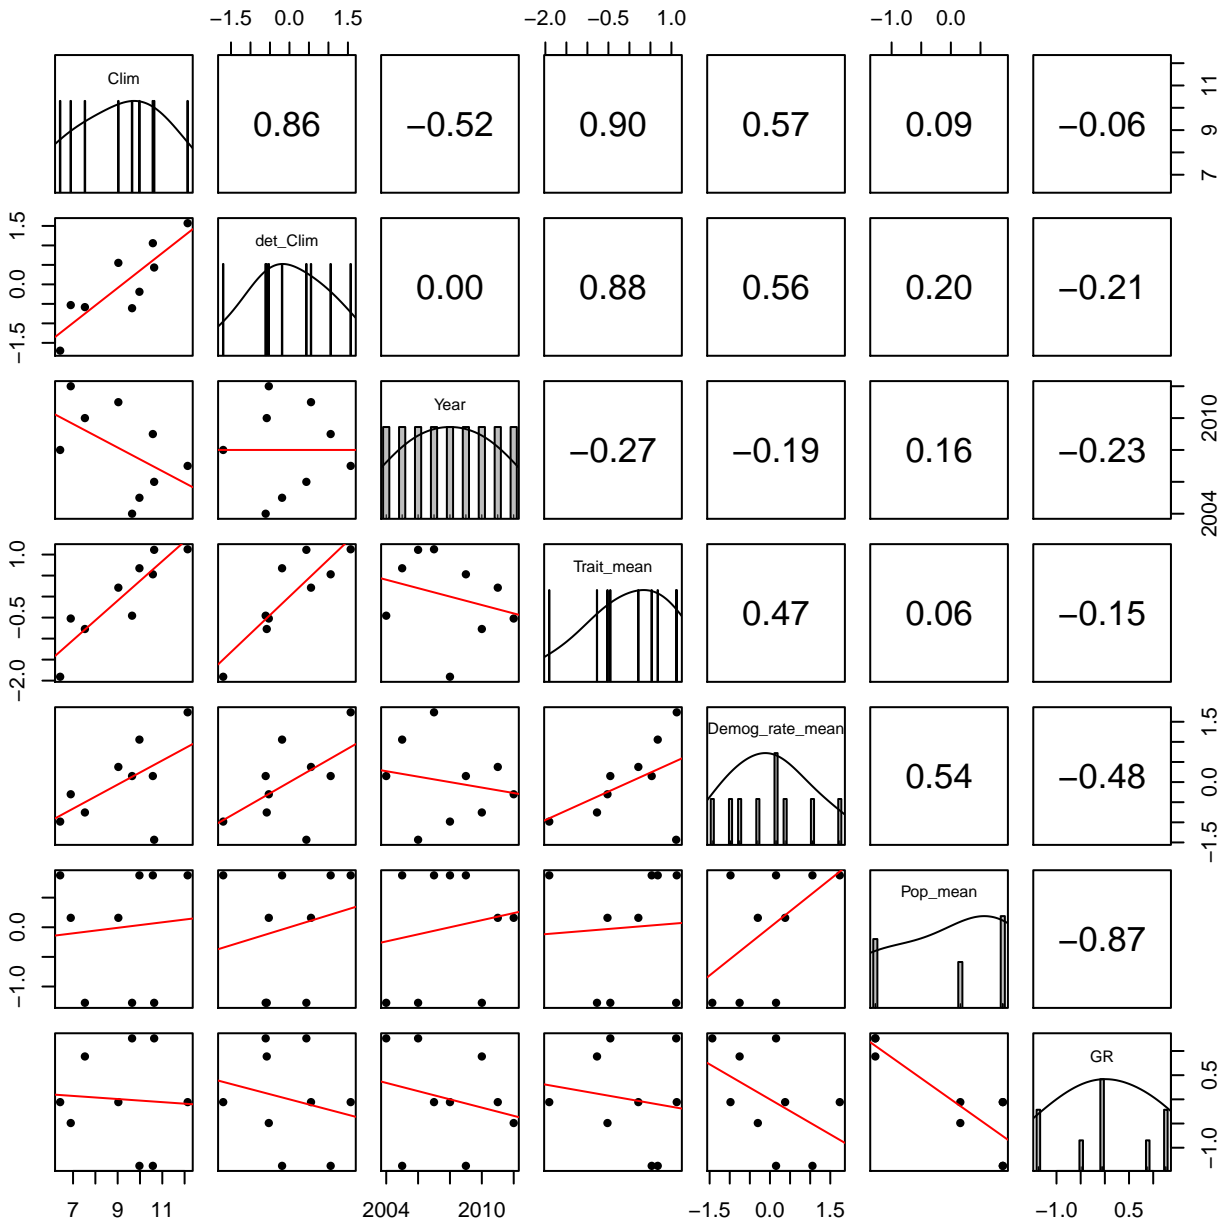 −1.5 0.0 1.5 −2.0 −0.5 1.0 −1.0 0.0
Clim 0.86 −0.52 0.90 0.57 0.09 −0.06 7 9 11
−1.5 0.0 1.5 det_Clim 0.00 0.88 0.56 0.20 −0.21
Year −0.27 −0.19 0.16 −0.23 2004 2010
−2.0 −0.5 1.0 Trait_mean 0.47 0.06 −0.15
Demog_rate_mean 0.54 −0.48 −1.5 0.0 1.5
−1.0 0.0 Pop_mean −0.87
GR −1.0 0.5
7 9 11 2004 2010 −1.5 0.0 1.5 −1.0 0.5